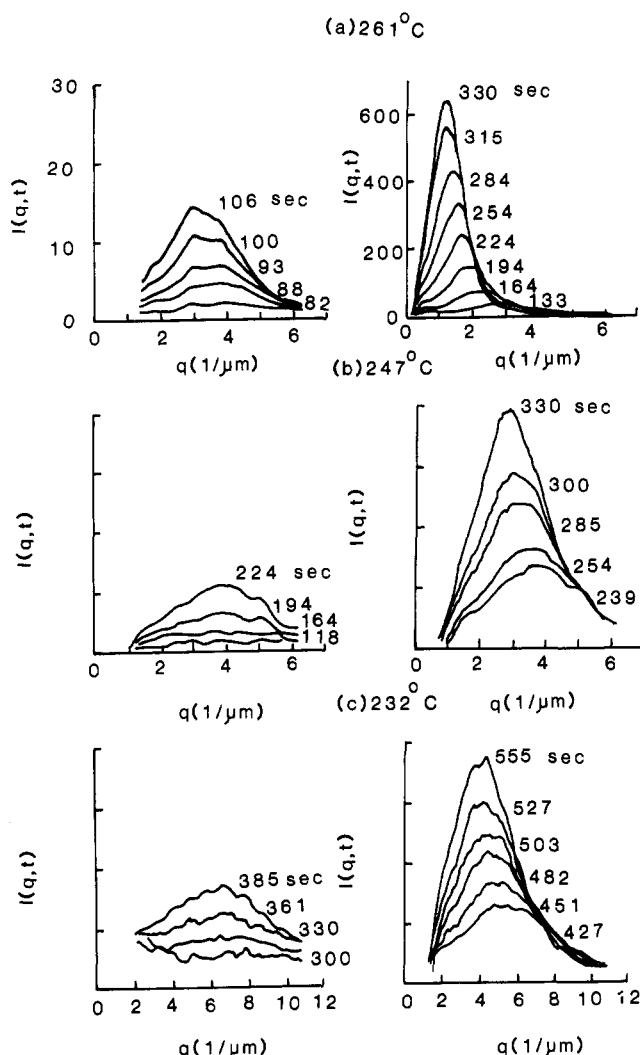 (a)261°C
30
20
10
0
I(q,t)
106 sec
100
93
88
82
0 2 4 6
q(1/μm)
600
400
200
0
I(q,t)
330 sec
315
284
254
224
194
164
133
0 2 4 6
q(1/μm)
(b)247°C
I(q,t)
224 sec
194
164
118
0 2 4 6
q(1/μm)
I(q,t)
330 sec
300
285
254
239
0 2 4 6
q(1/μm)
(c)232°C
I(q,t)
385 sec
361
330
300
0 2 4 6 8 10 12
q(1/μm)
I(q,t)
555 sec
527
503
482
451
427
0 2 4 6 8 10 12
q(1/μm)